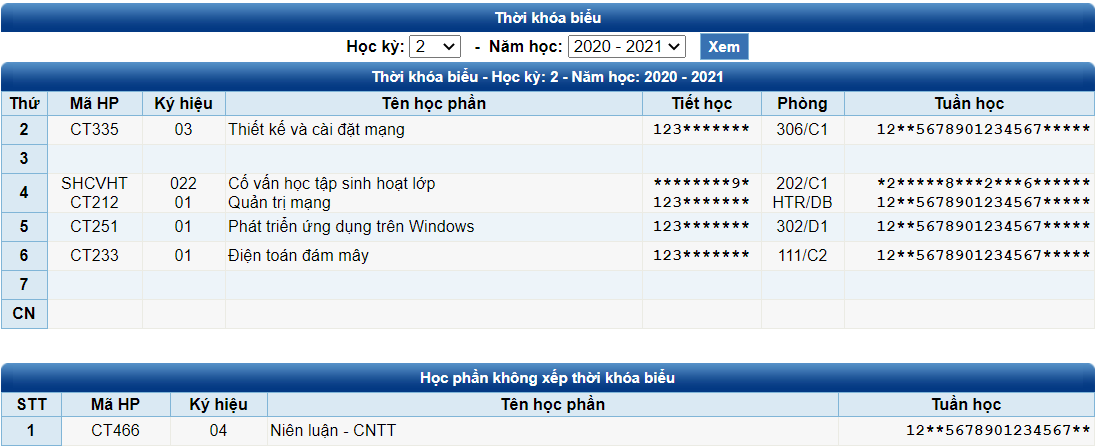 Thời khóa biểu
Học kỳ: 2 - Năm học: 2020 - 2021 Xem
Thời khóa biểu - Học kỳ: 2 - Năm học: 2020 - 2021
Thứ Mã HP Ký hiệu Tên học phần Tiết học Phòng Tuần học
2 CT335 03 Thiết kế và cài đặt mạng 123******* 306/C1 12**5678901234567*****
3
4 SHCVHT 022 Cố vấn học tập sinh hoạt lớp ********9* 202/C1 *2*****8***2***6******
CT212 01 Quản trị mạng 123******* HTR/DB 12**5678901234567*****
5 CT251 01 Phát triển ứng dụng trên Windows 123******* 302/D1 12**5678901234567*****
6 CT233 01 Điện toán đám mây 123******* 111/C2 12**5678901234567*****
7
CN
Học phần không xếp thời khóa biểu
STT Mã HP Ký hiệu Tên học phần Tuần học
1 CT466 04 Niên luận - CNTT 12**5678901234567**